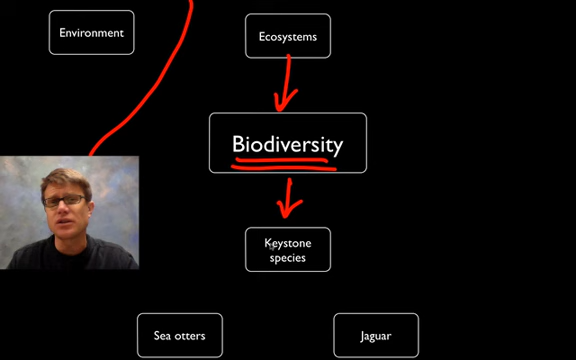 Environment
Ecosystems
Biodiversity
Keystone
species
Sea otters
Jaguar